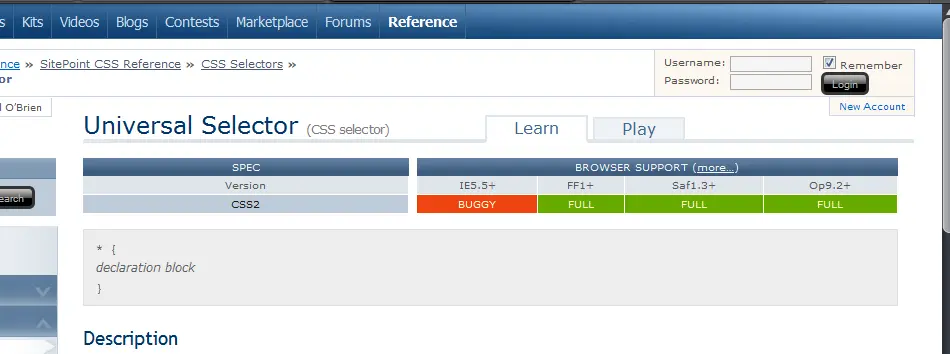 s Kits Videos Blogs Contests Marketplace Forums Reference
nce » SitePoint CSS Reference » CSS Selectors »
or
Username:
Remember
Password:
Login
O'Brien
New Account
Universal Selector (CSS selector)
Learn
Play
SPEC
BROWSER SUPPORT (more...)
Version
IE5.5+ FF1+ Saf1.3+ Op9.2+
CSS2
BUGGY FULL FULL FULL
earch
* {
declaration block
}
Description